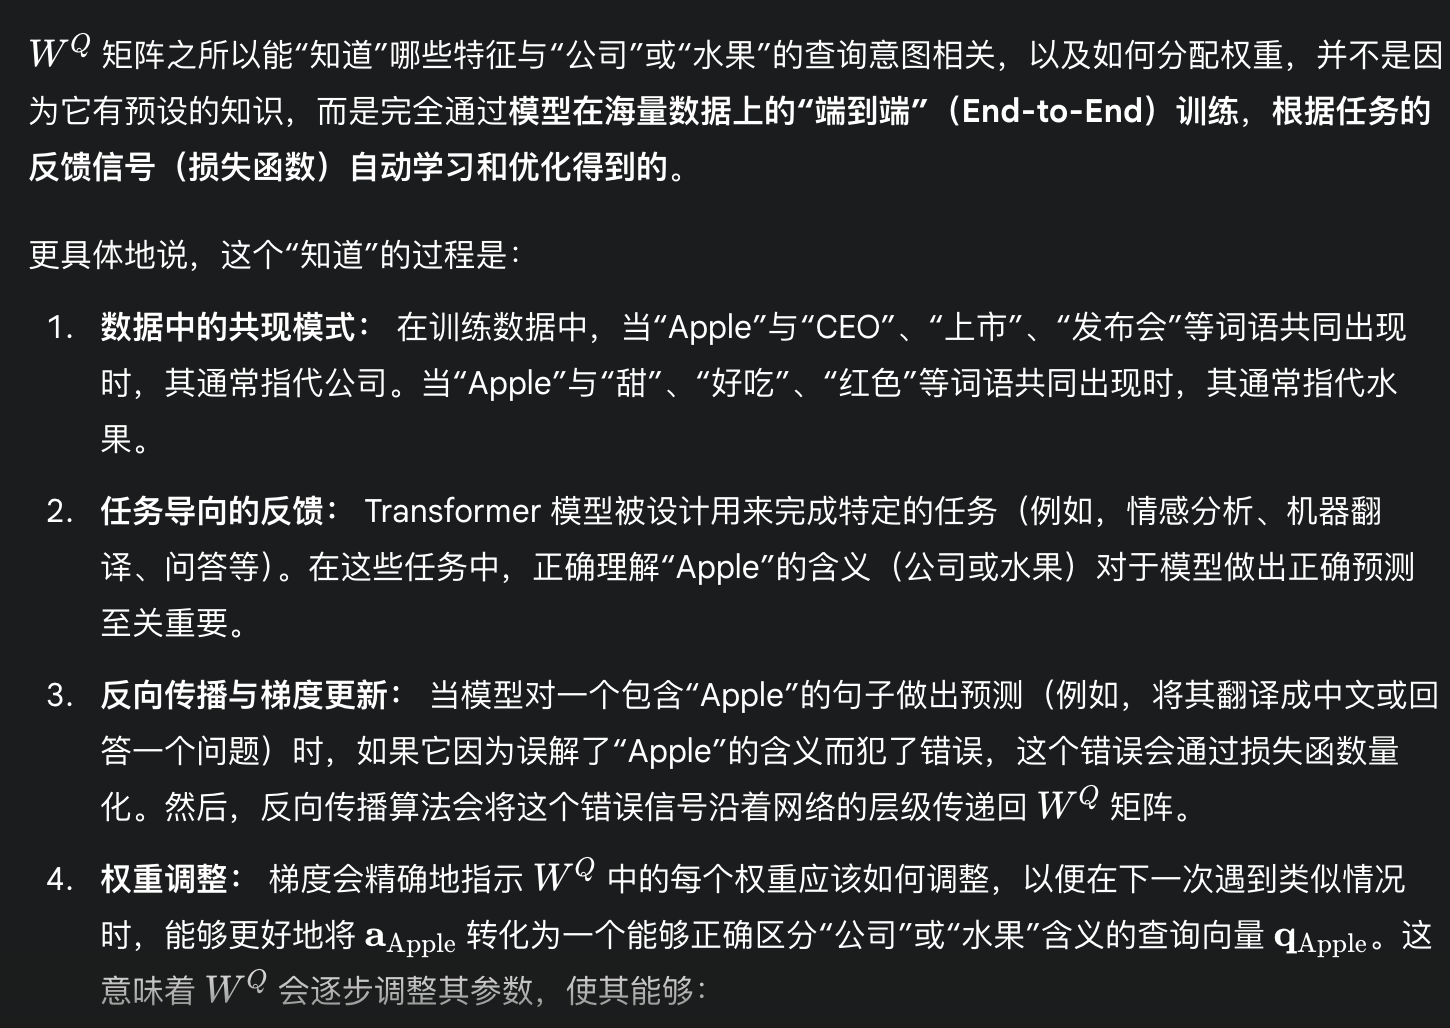 W^Q 矩阵之所以能“知道”哪些特征与“公司”或“水果”的查询意图相关，以及如何分配权重，并不是因
为它有预设的知识，而是完全通过模型在海量数据上的“端到端”（End-to-End）训练，根据任务的
反馈信号（损失函数）自动学习和优化得到的。
更具体地说，这个“知道”的过程是：
1. 数据中的共现模式： 在训练数据中，当“Apple”与“CEO”、“上市”、“发布会”等词语共同出现
时，其通常指代公司。当“Apple”与“甜”、“好吃”、“红色”等词语共同出现时，其通常指代水
果。
2. 任务导向的反馈： Transformer 模型被设计用来完成特定的任务（例如，情感分析、机器翻
译、问答等）。在这些任务中，正确理解“Apple”的含义（公司或水果）对于模型做出正确预测
至关重要。
3. 反向传播与梯度更新： 当模型对一个包含“Apple”的句子做出预测（例如，将其翻译成中文或回
答一个问题）时，如果它因为误解了“Apple”的含义而犯了错误，这个错误会通过损失函数量
化。然后，反向传播算法会将这个错误信号沿着网络的层级传递回 W^Q 矩阵。
4. 权重调整： 梯度会精确地指示 W^Q 中的每个权重应该如何调整，以便在下一次遇到类似情况
时，能够更好地将 a_Apple 转化为一个能够正确区分“公司”或“水果”含义的查询向量 q_Apple。这
意味着 W^Q 会逐步调整其参数，使其能够：